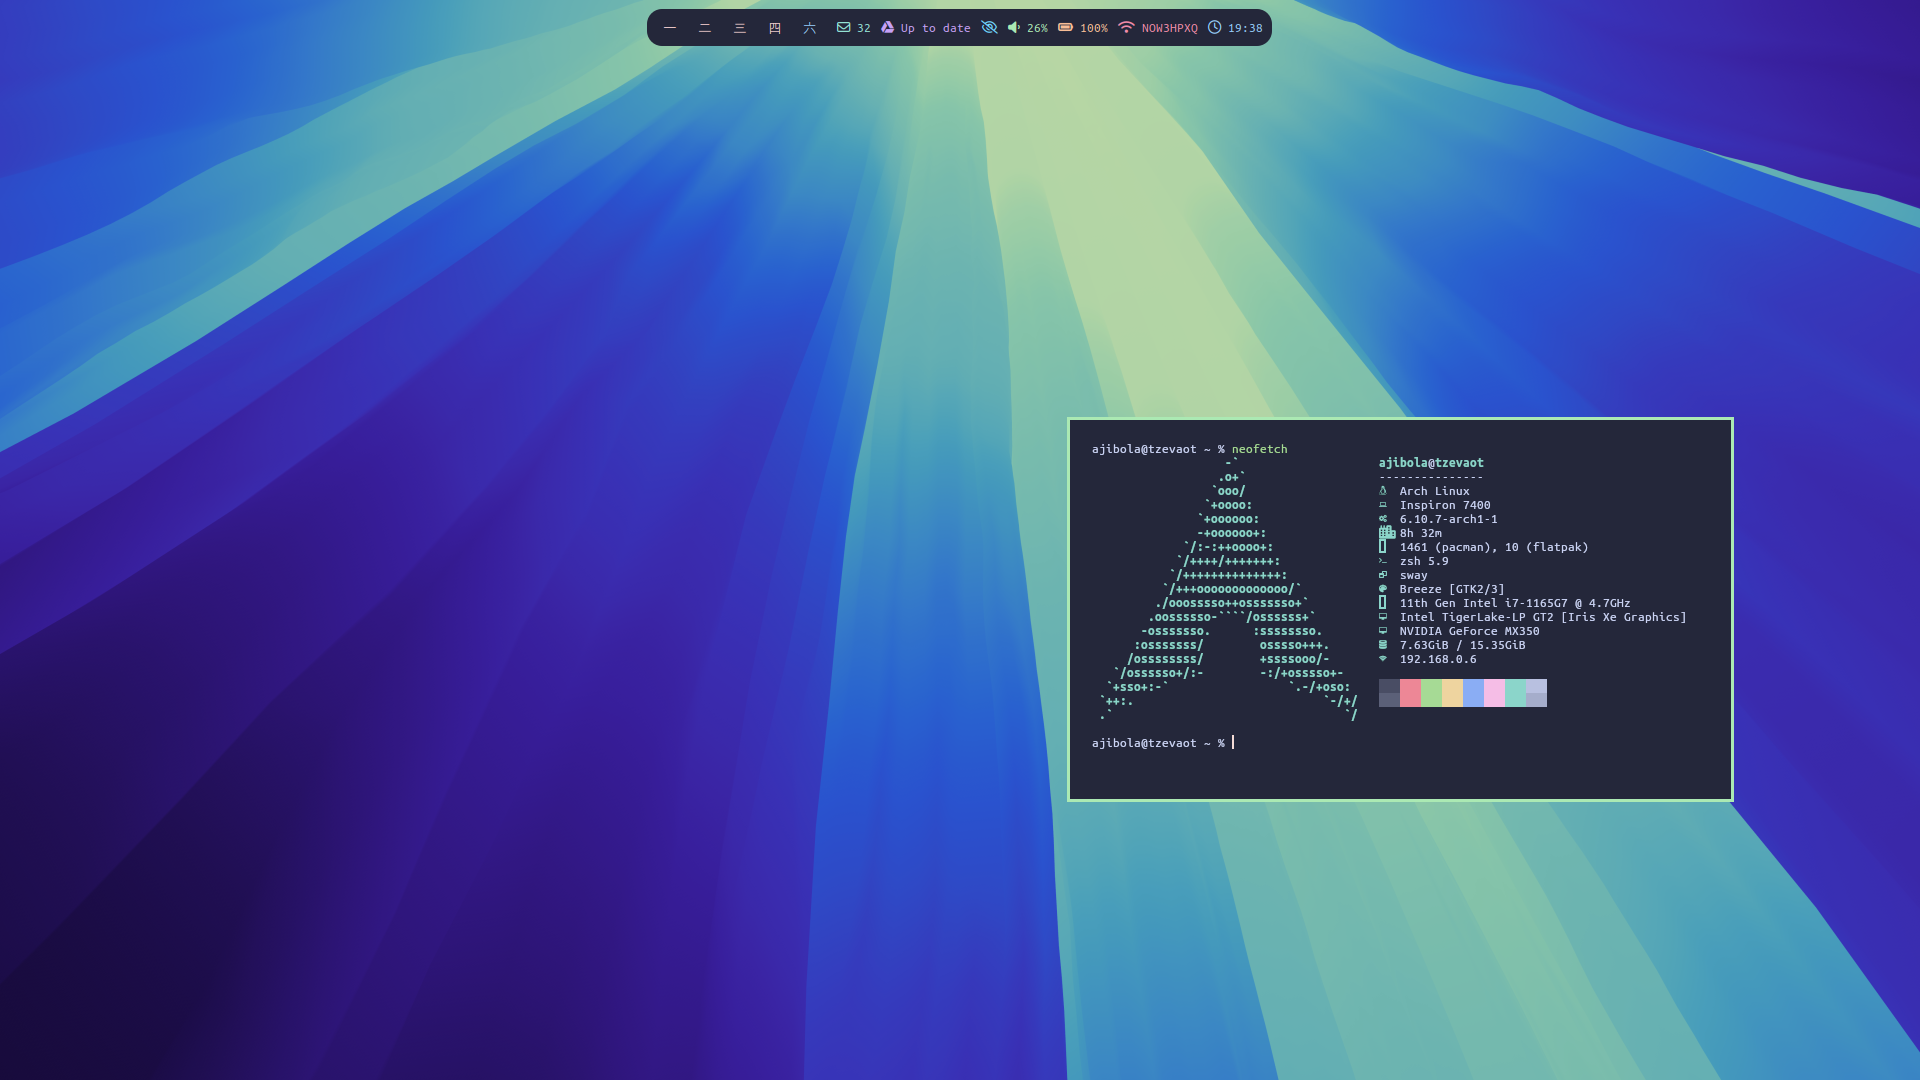 一 二 三 四 六 32 Up to date 26% 100% NOW3HPXQ 19:38
ajibola@tzevaot ~ % neofetch
                   -`
                  .o+`
                 `ooo/
                `+oooo:
               `+oooooo:
               -+oooooo+:
             `/:-:++oooo+:
            `/++++/+++++++:
           `/++++++++++++++:
          `/+++ooooooooooooo/`
         ./ooosssso++osssssso+`
        .oossssso-````/ossssss+`
       -osssssso.      :ssssssso.
      :osssssss/        osssso+++.
     /ossssssss/        +ssssooo/-
   `/ossssso+/:-        -:/+osssso+-
  `+sso+:-`                 `.-/+oso:
 `++:.                           `-/+/
 .`                                 `/
ajibola@tzevaot
---------------
Arch Linux
Inspiron 7400
6.10.7-arch1-1
8h 32m
1461 (pacman), 10 (flatpak)
zsh 5.9
sway
Breeze [GTK2/3]
11th Gen Intel i7-1165G7 @ 4.7GHz
Intel TigerLake-LP GT2 [Iris Xe Graphics]
NVIDIA GeForce MX350
7.63GiB / 15.35GiB
192.168.0.6
ajibola@tzevaot ~ %